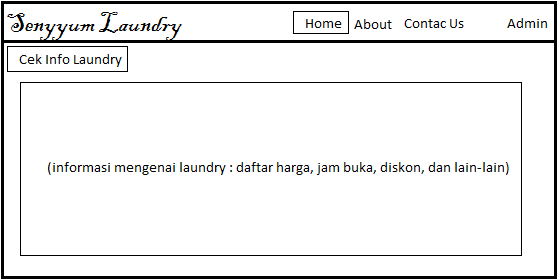 Senyyum Laundry
Home About Contac Us Admin
Cek Info Laundry
(informasi mengenai laundry : daftar harga, jam buka, diskon, dan lain-lain)